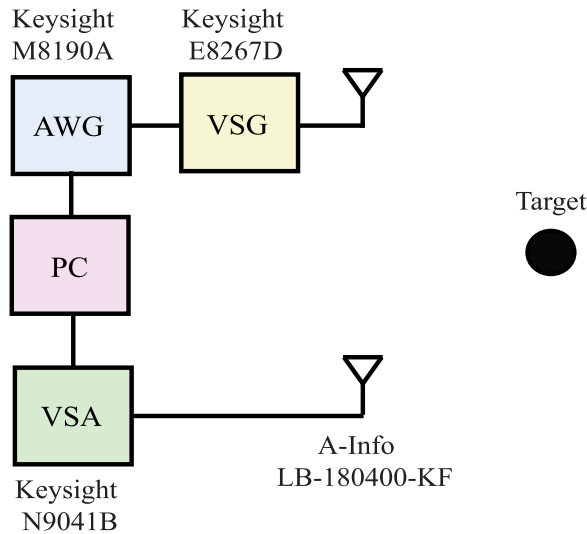 Keysight
M8190A
Keysight
E8267D
AWG
VSG
Target
PC
VSA
A-Info
LB-180400-KF
Keysight
N9041B